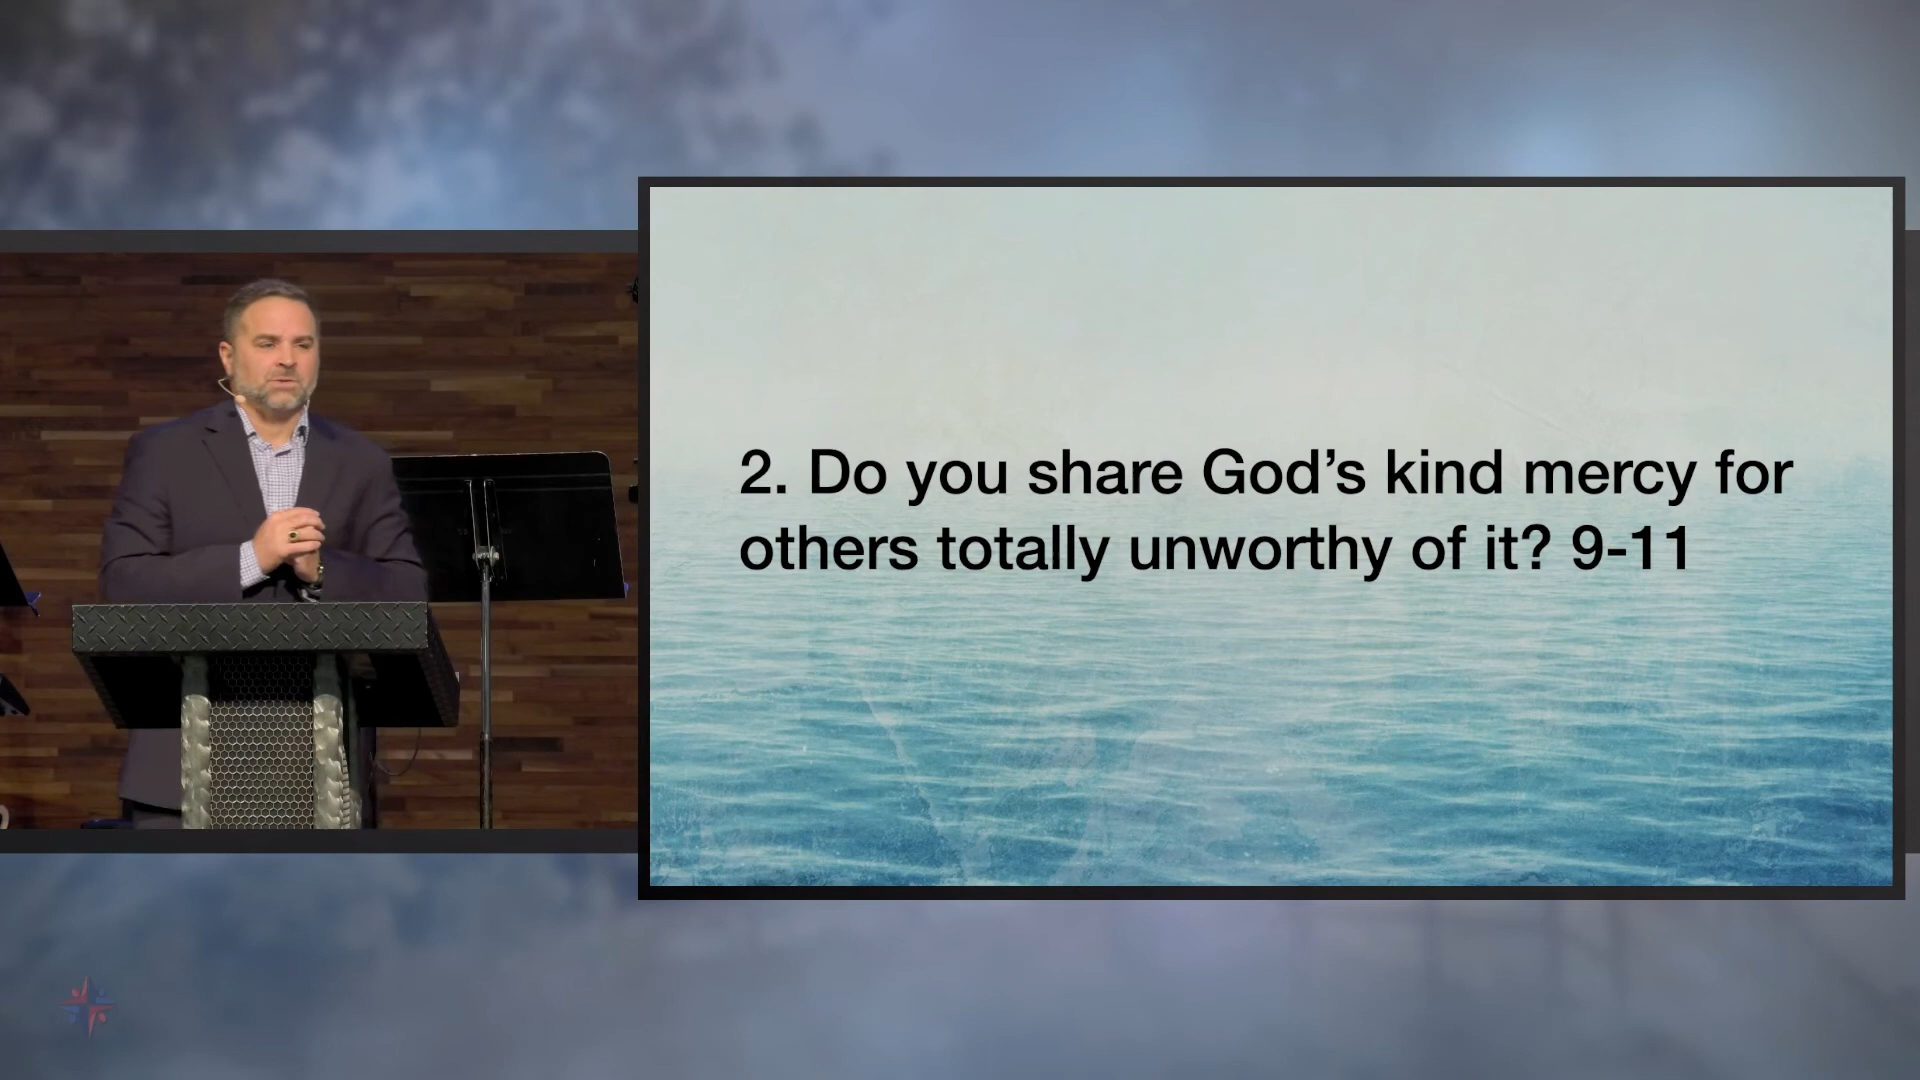 2. Do you share God’s kind mercy for
others totally unworthy of it? 9-11